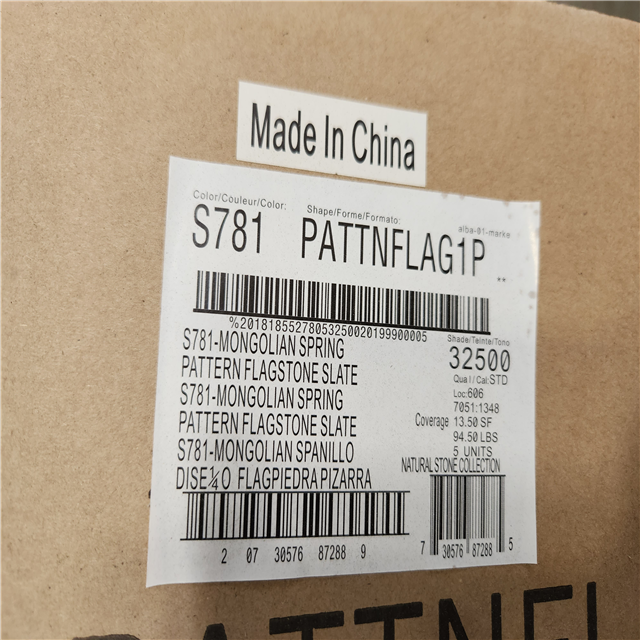 Made In China
Color/Couleur/Color: Shape/Forme/Formato: alba-01-marke
S781 PATTNFLAG1P **
%20181855278053250020199900005
S781-MONGOLIAN SPRING
PATTERN FLAGSTONE SLATE
S781-MONGOLIAN SPRING
PATTERN FLAGSTONE SLATE
S781-MONGOLIAN SPANILLO
DISE¼O FLAGPIEDRA PIZARRA
Shade/Teinte/Tono
32500
Qual/Cal:STD
Loc:606
7051:1348
Coverage 13.50 SF
94.50 LBS
5 UNITS
NATURAL STONE COLLECTION
2 07 30576 87288 9
7 30576 87288 5
PATTNFL